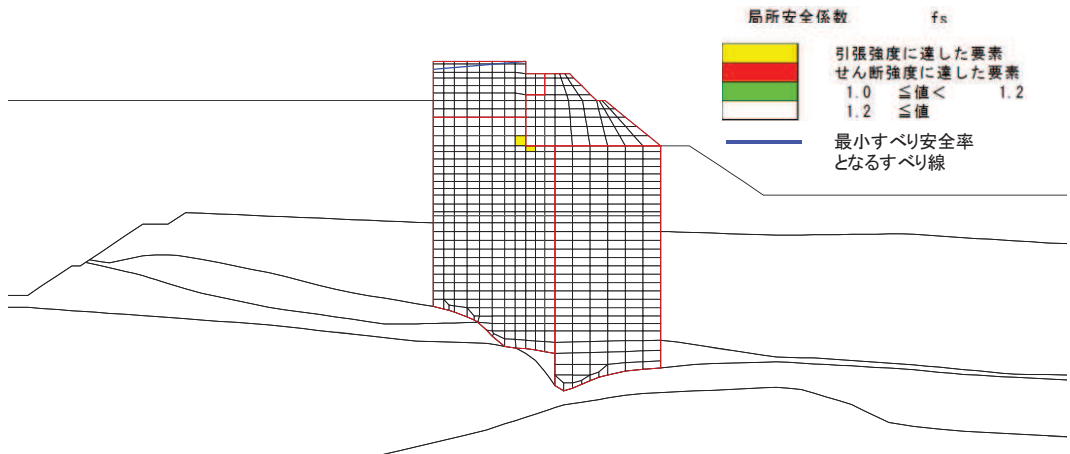 局所安全係数 fs
引張強度に達した要素
せん断強度に達した要素
1.0 ≦値< 1.2
1.2 ≦値
最小すべり安全率
となるすべり線